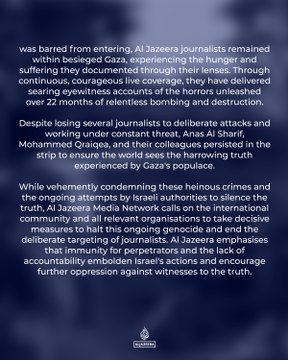 was barred from entering, Al Jazeera journalists remained
within besieged Gaza, experiencing the hunger and
suffering they documented through their lenses. Through
continuous, courageous live coverage, they have delivered
searing eyewitness accounts of the horrors unleashed
over 22 months of relentless bombing and destruction.
Despite losing several journalists to deliberate attacks and
working under constant threat, Anas Al Sharif,
Mohammed Qraiqea, and their colleagues persisted in the
strip to ensure the world sees the harrowing truth
experienced by Gaza's populace.
While vehemently condemning these heinous crimes and
the ongoing attempts by Israeli authorities to silence the
truth, Al Jazeera Media Network calls on the international
community and all relevant organisations to take decisive
measures to halt this ongoing genocide and end the
deliberate targeting of journalists. Al Jazeera emphasises
that immunity for perpetrators and the lack of
accountability embolden Israel's actions and encourage
further oppression against witnesses to the truth.
ALJAZEERA